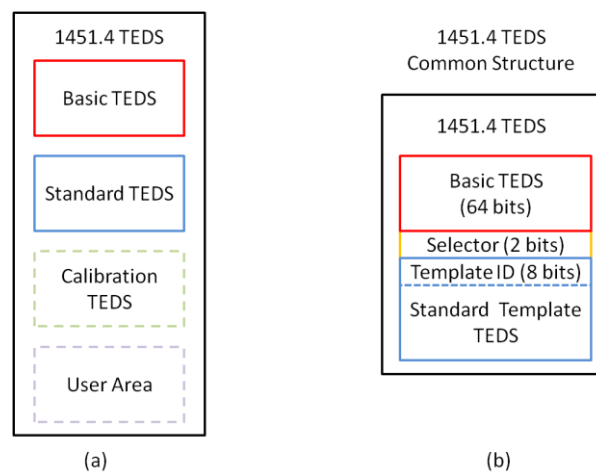 1451.4 TEDS
Basic TEDS
Standard TEDS
Calibration
TEDS
User Area
(a)
1451.4 TEDS
Common Structure
1451.4 TEDS
Basic TEDS
(64 bits)
Selector (2 bits)
Template ID (8 bits)
Standard Template
TEDS
(b)